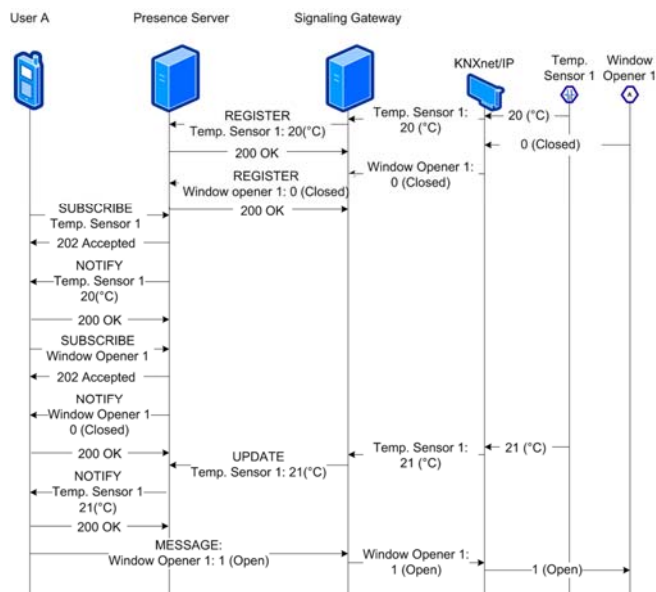 User A
Presence Server
Signaling Gateway
KNXnet/IP
Temp.
Sensor 1
Window
Opener 1
REGISTER
Temp. Sensor 1: 20(°C)
Temp. Sensor 1:
20 (°C)
20 (°C)
200 OK
0 (Closed)
REGISTER
Window opener 1: 0 (Closed)
Window Opener 1:
0 (Closed)
200 OK
SUBSCRIBE
Temp. Sensor 1
202 Accepted
NOTIFY
Temp. Sensor 1
20(°C)
200 OK
SUBSCRIBE
Window Opener 1
202 Accepted
NOTIFY
Window Opener 1
0 (Closed)
200 OK
UPDATE
Temp. Sensor 1: 21(°C)
Temp. Sensor 1:
21 (°C)
21 (°C)
NOTIFY
Temp. Sensor 1
21(°C)
200 OK
MESSAGE:
Window Opener 1: 1 (Open)
Window Opener 1:
1 (Open)
1 (Open)